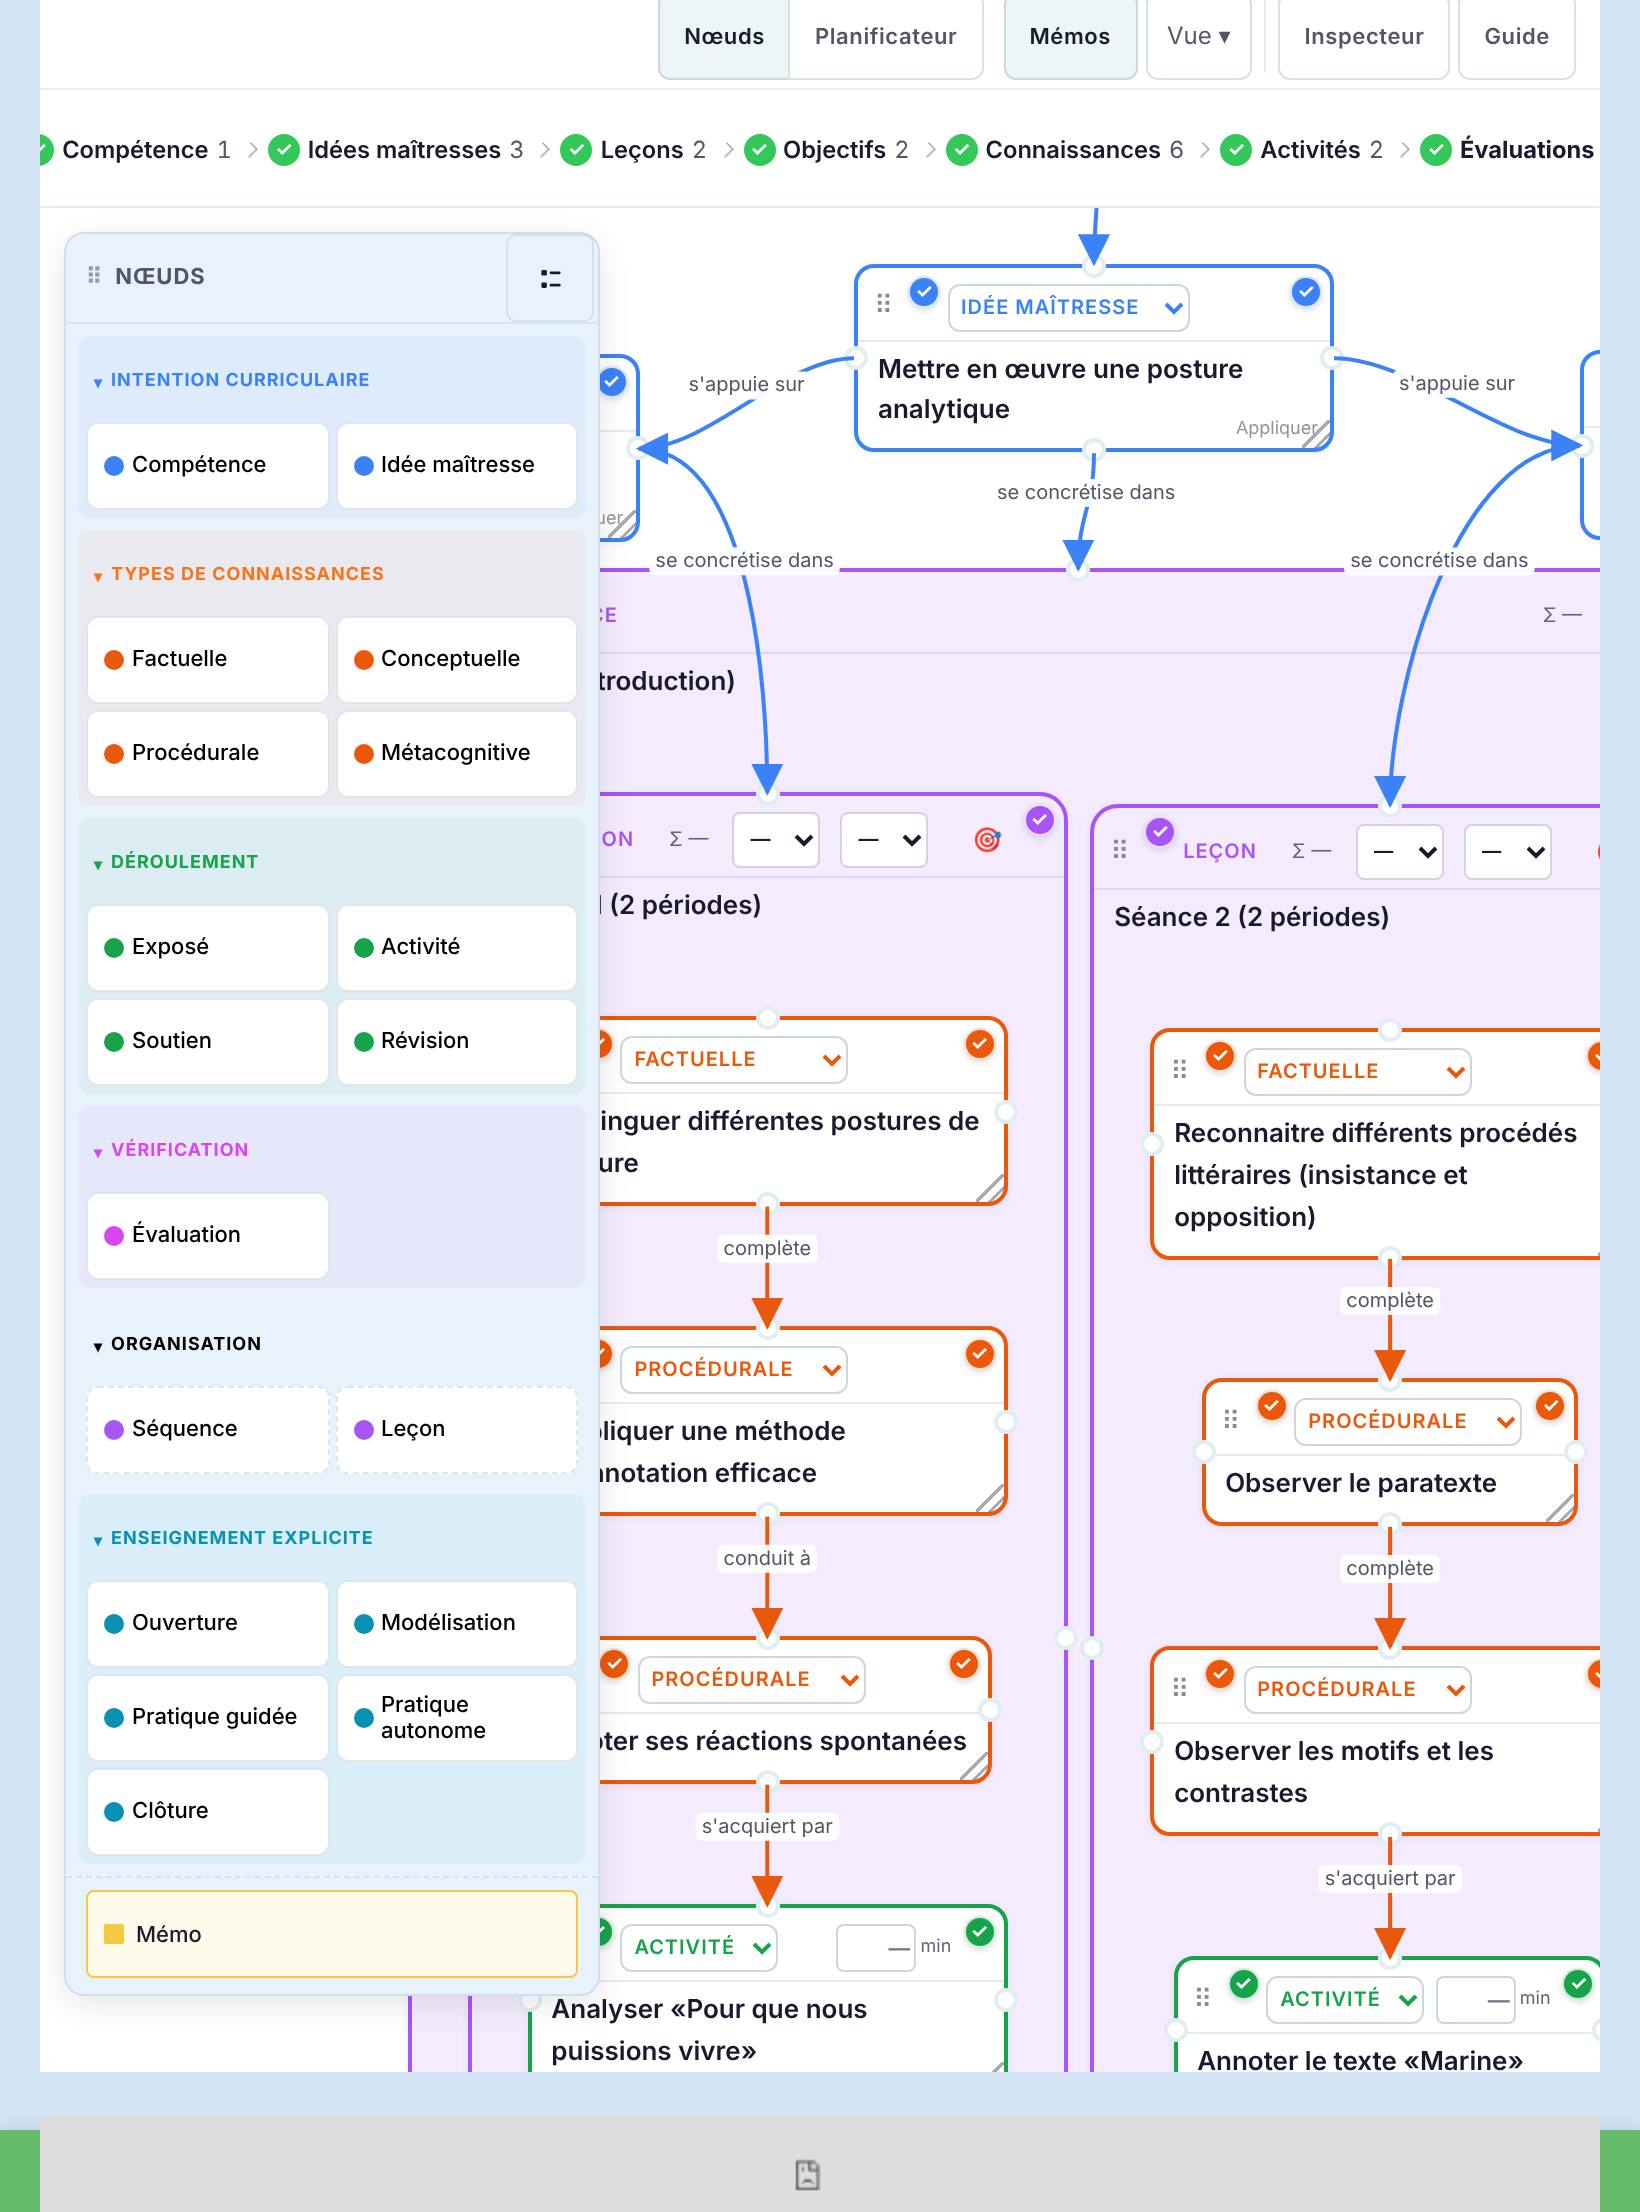 Nœuds
Planificateur
Mémos
Vue ▾
Inspecteur
Guide
Compétence 1
Idées maîtresses 3
Leçons 2
Objectifs 2
Connaissances 6
Activités 2
Évaluations
NŒUDS
INTENTION CURRICULAIRE
Compétence
Idée maîtresse
TYPES DE CONNAISSANCES
Factuelle
Conceptuelle
Procédurale
Métacognitive
DÉROULEMENT
Exposé
Activité
Soutien
Révision
VÉRIFICATION
Évaluation
ORGANISATION
Séquence
Leçon
ENSEIGNEMENT EXPLICITE
Ouverture
Modélisation
Pratique guidée
Pratique
autonome
Clôture
Mémo
IDÉE MAÎTRESSE
Mettre en œuvre une posture
analytique
Appliquer
s'appuie sur
s'appuie sur
uer
se concrétise dans
se concrétise dans
se concrétise dans
CE
Σ —
troduction)
ON
Σ —
—
—
(2 périodes)
FACTUELLE
inguer différentes postures de
ure
complète
PROCÉDURALE
liquer une méthode
nnotation efficace
conduit à
PROCÉDURALE
oter ses réactions spontanées
s'acquiert par
ACTIVITÉ
— min
Analyser «Pour que nous
puissions vivre»
LEÇON
Σ —
—
—
Séance 2 (2 périodes)
FACTUELLE
Reconnaitre différents procédés
littéraires (insistance et
opposition)
complète
PROCÉDURALE
Observer le paratexte
complète
PROCÉDURALE
Observer les motifs et les
contrastes
s'acquiert par
ACTIVITÉ
— min
Annoter le texte «Marine»